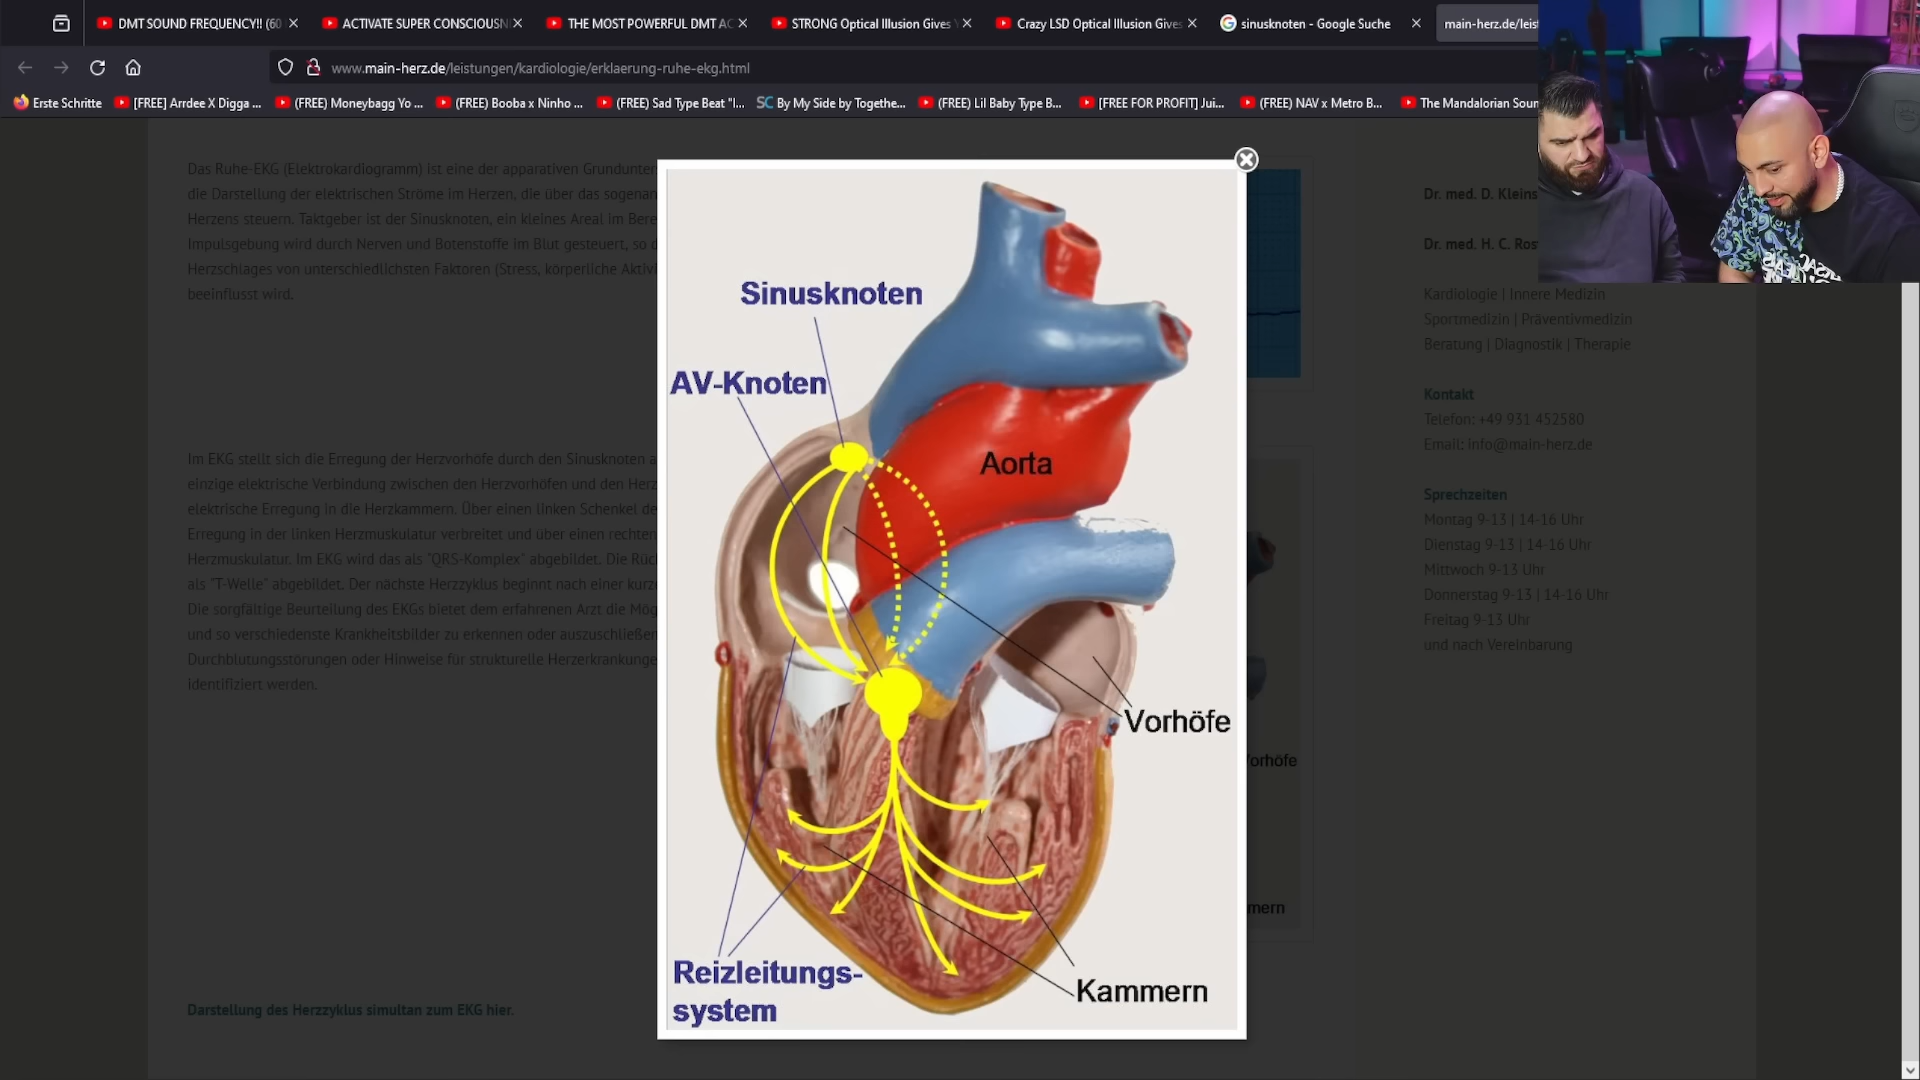 DMT SOUND FREQUENCY!! (60
ACTIVATE SUPER CONSCIOUSN
THE MOST POWERFUL DMT AC
STRONG Optical Illusion Gives
Crazy LSD Optical Illusion Gives
sinusknoten - Google Suche
main-herz.de/leist
www.main-herz.de/leistungen/kardiologie/erklaerung-ruhe-ekg.html
Erste Schritte
[FREE] Arrdee X Digga ...
(FREE) Moneybagg Yo ...
(FREE) Booba x Ninho ...
(FREE) Sad Type Beat "I...
SC By My Side by Togethe...
(FREE) Lil Baby Type B...
[FREE FOR PROFIT] Jui...
(FREE) NAV x Metro B...
The Mandalorian Soun
Das Ruhe-EKG (Elektrokardiogramm) ist eine der apparativen Grundunters
die Darstellung der elektrischen Ströme im Herzen, die über das sogenan
Herzens steuern. Taktgeber ist der Sinusknoten, ein kleines Areal im Bere
Impulsgebung wird durch Nerven und Botenstoffe im Blut gesteuert, so d
Herzschlages von unterschiedlichsten Faktoren (Stress, körperliche Aktivi
beeinflusst wird.
Im EKG stellt sich die Erregung der Herzvorhöfe durch den Sinusknoten a
einzige elektrische Verbindung zwischen den Herzvorhöfen und den Herz
elektrische Erregung in die Herzkammern. Über einen linken Schenkel de
Erregung in der linken Herzmuskulatur verbreitet und über einen rechten
Herzmuskulatur. Im EKG wird das als "QRS-Komplex" abgebildet. Die Rück
als "T-Welle" abgebildet. Der nächste Herzzyklus beginnt nach einer kurze
Die sorgfältige Beurteilung des EKGs bietet dem erfahrenen Arzt die Mög
und so verschiedenste Krankheitsbilder zu erkennen oder auszuschließen
Durchblutungsstörungen oder Hinweise für strukturelle Herzerkrankunge
identifiziert werden.
Darstellung des Herzzyklus simultan zum EKG hier.
Sinusknoten
AV-Knoten
Aorta
Vorhöfe
Reizleitungs-
system
Kammern
orhöfe
mern
Dr. med. D. Kleins
Dr. med. H. C. Ros
Kardiologie | Innere Medizin
Sportmedizin | Präventivmedizin
Beratung | Diagnostik | Therapie
Kontakt
Telefon: +49 931 452580
Email: info@main-herz.de
Sprechzeiten
Montag 9-13 | 14-16 Uhr
Dienstag 9-13 | 14-16 Uhr
Mittwoch 9-13 Uhr
Donnerstag 9-13 | 14-16 Uhr
Freitag 9-13 Uhr
und nach Vereinbarung